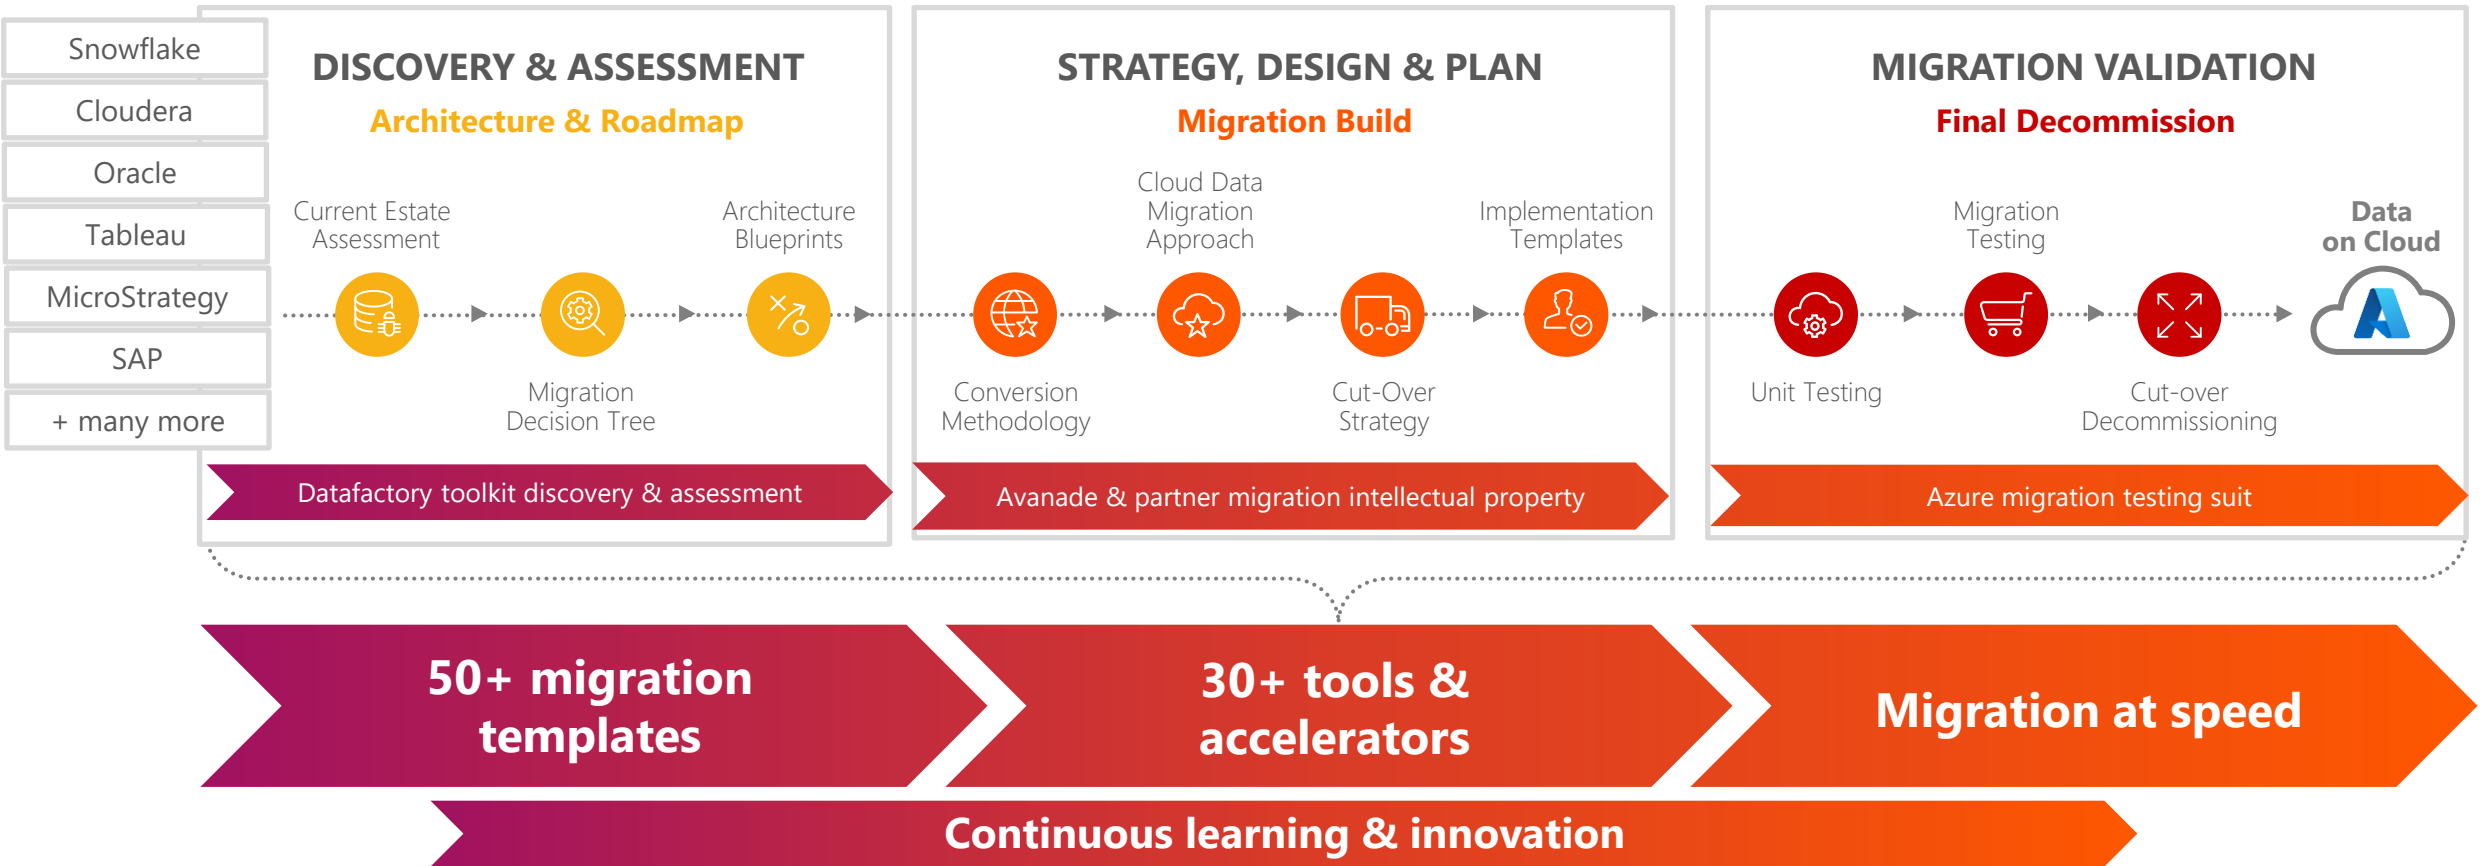 Snowflake
Cloudera
Oracle
Tableau
MicroStrategy
SAP
+ many more
DISCOVERY & ASSESSMENT
Architecture & Roadmap
Current Estate
Assessment
Migration
Decision Tree
Architecture
Blueprints
Datafactory toolkit discovery & assessment
STRATEGY, DESIGN & PLAN
Migration Build
Conversion
Methodology
Cloud Data
Migration
Approach
Cut-Over
Strategy
Implementation
Templates
Avanade & partner migration intellectual property
MIGRATION VALIDATION
Final Decommission
Unit Testing
Migration
Testing
Cut-over
Decommissioning
Data
on Cloud
Azure migration testing suit
50+ migration
templates
30+ tools &
accelerators
Migration at speed
Continuous learning & innovation